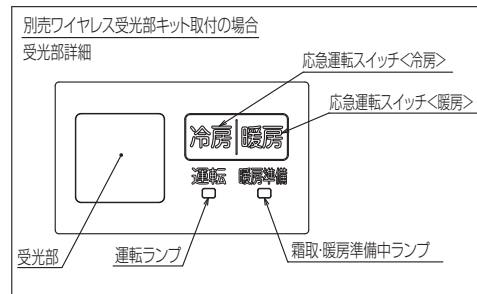 別売ワイヤレス受光部キット取付の場合
受光部詳細
応急運転スイッチ<冷房>
応急運転スイッチ<暖房>
冷房 暖房
運転 暖房準備
受光部
運転ランプ
霜取・暖房準備中ランプ